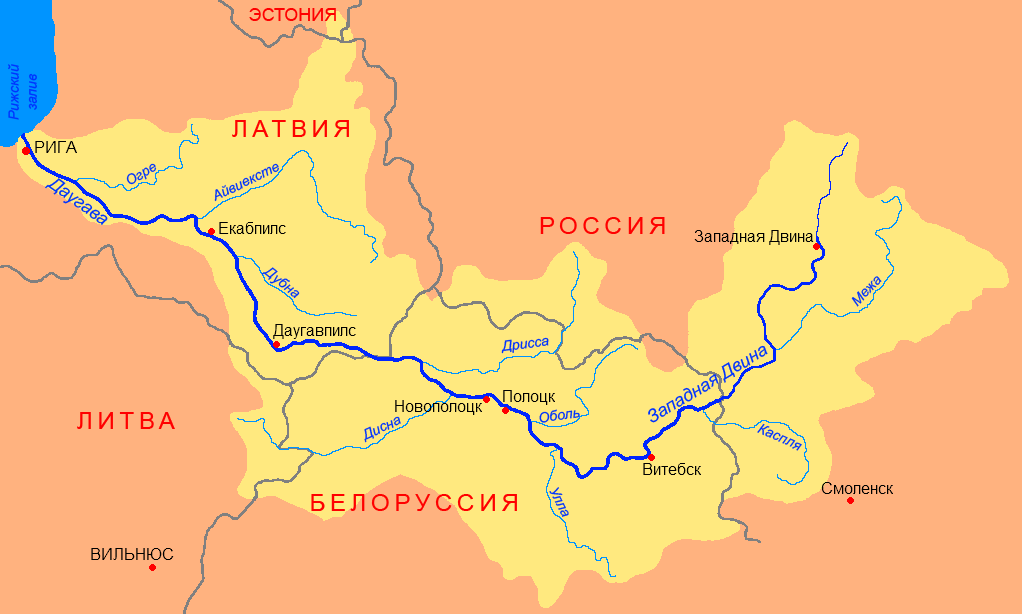 ЭСТОНИЯ
Рижский
залив
ЛАТВИЯ
РИГА
Огре
Айвиексте
Даугава
Екабпилс
РОССИЯ
Западная Двина
Дубна
Межа
Даугавпилс
Дрисса
Западная Двина
Полоцк
Новополоцк
Оболь
ЛИТВА
Дисна
Каспля
Витебск
Смоленск
БЕЛОРУССИЯ
Улла
ВИЛЬНЮС